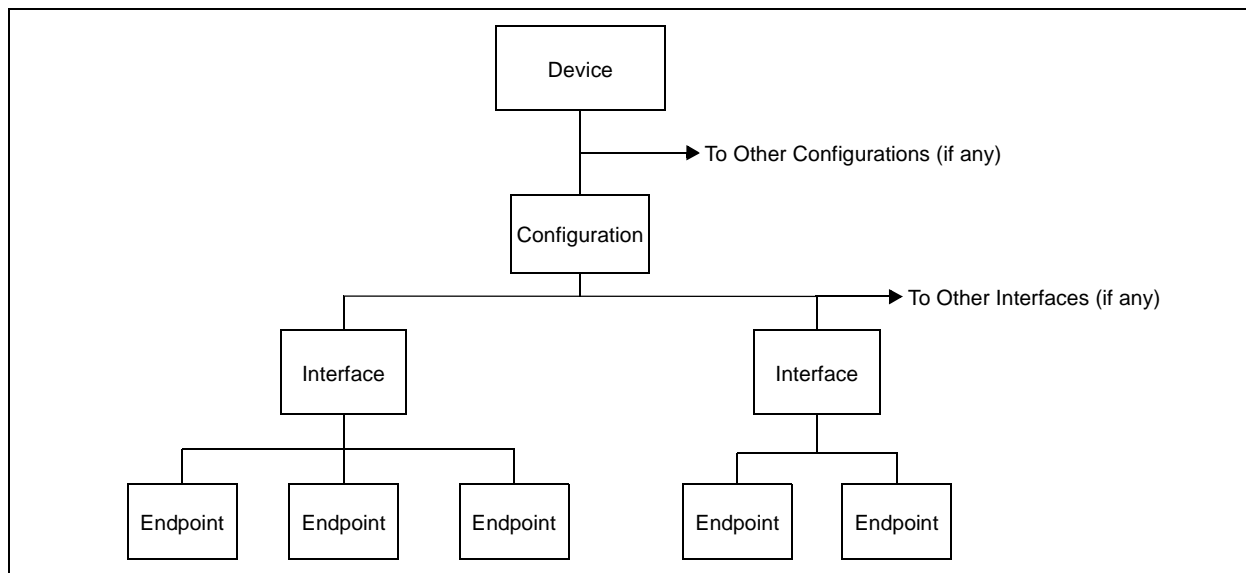 Device
To Other Configurations (if any)
Configuration
To Other Interfaces (if any)
Interface
Interface
Endpoint
Endpoint
Endpoint
Endpoint
Endpoint